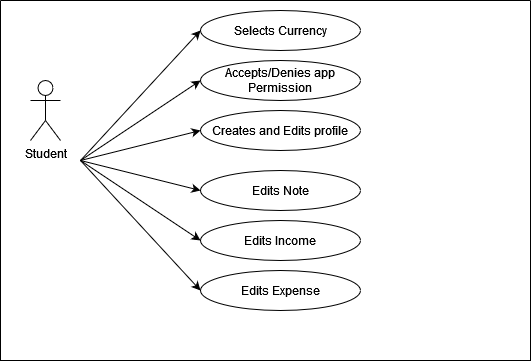 Selects Currency
Accepts/Denies app
Permission
Creates and Edits profile
Student
Edits Note
Edits Income
Edits Expense